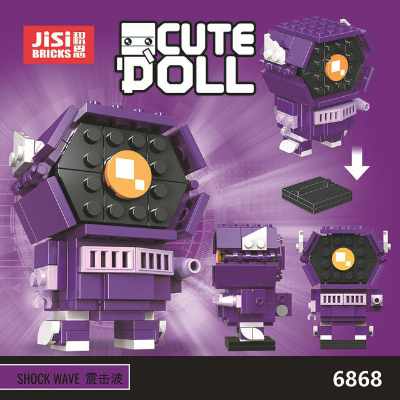 JiSi 积思
BRICKS
CUTE
DOLL
SHOCK WAVE 震击波
6868